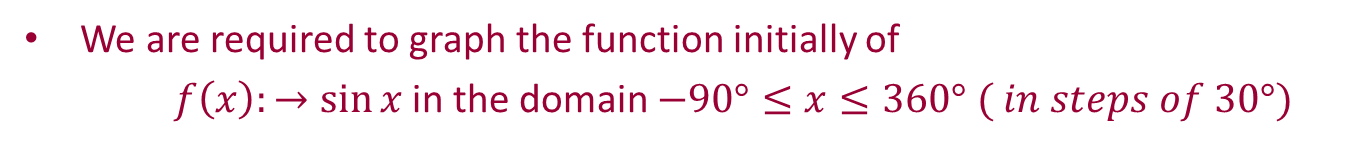 • We are required to graph the function initially of
f(x): → sin x in the domain −90° ≤ x ≤ 360° ( in steps of 30°)